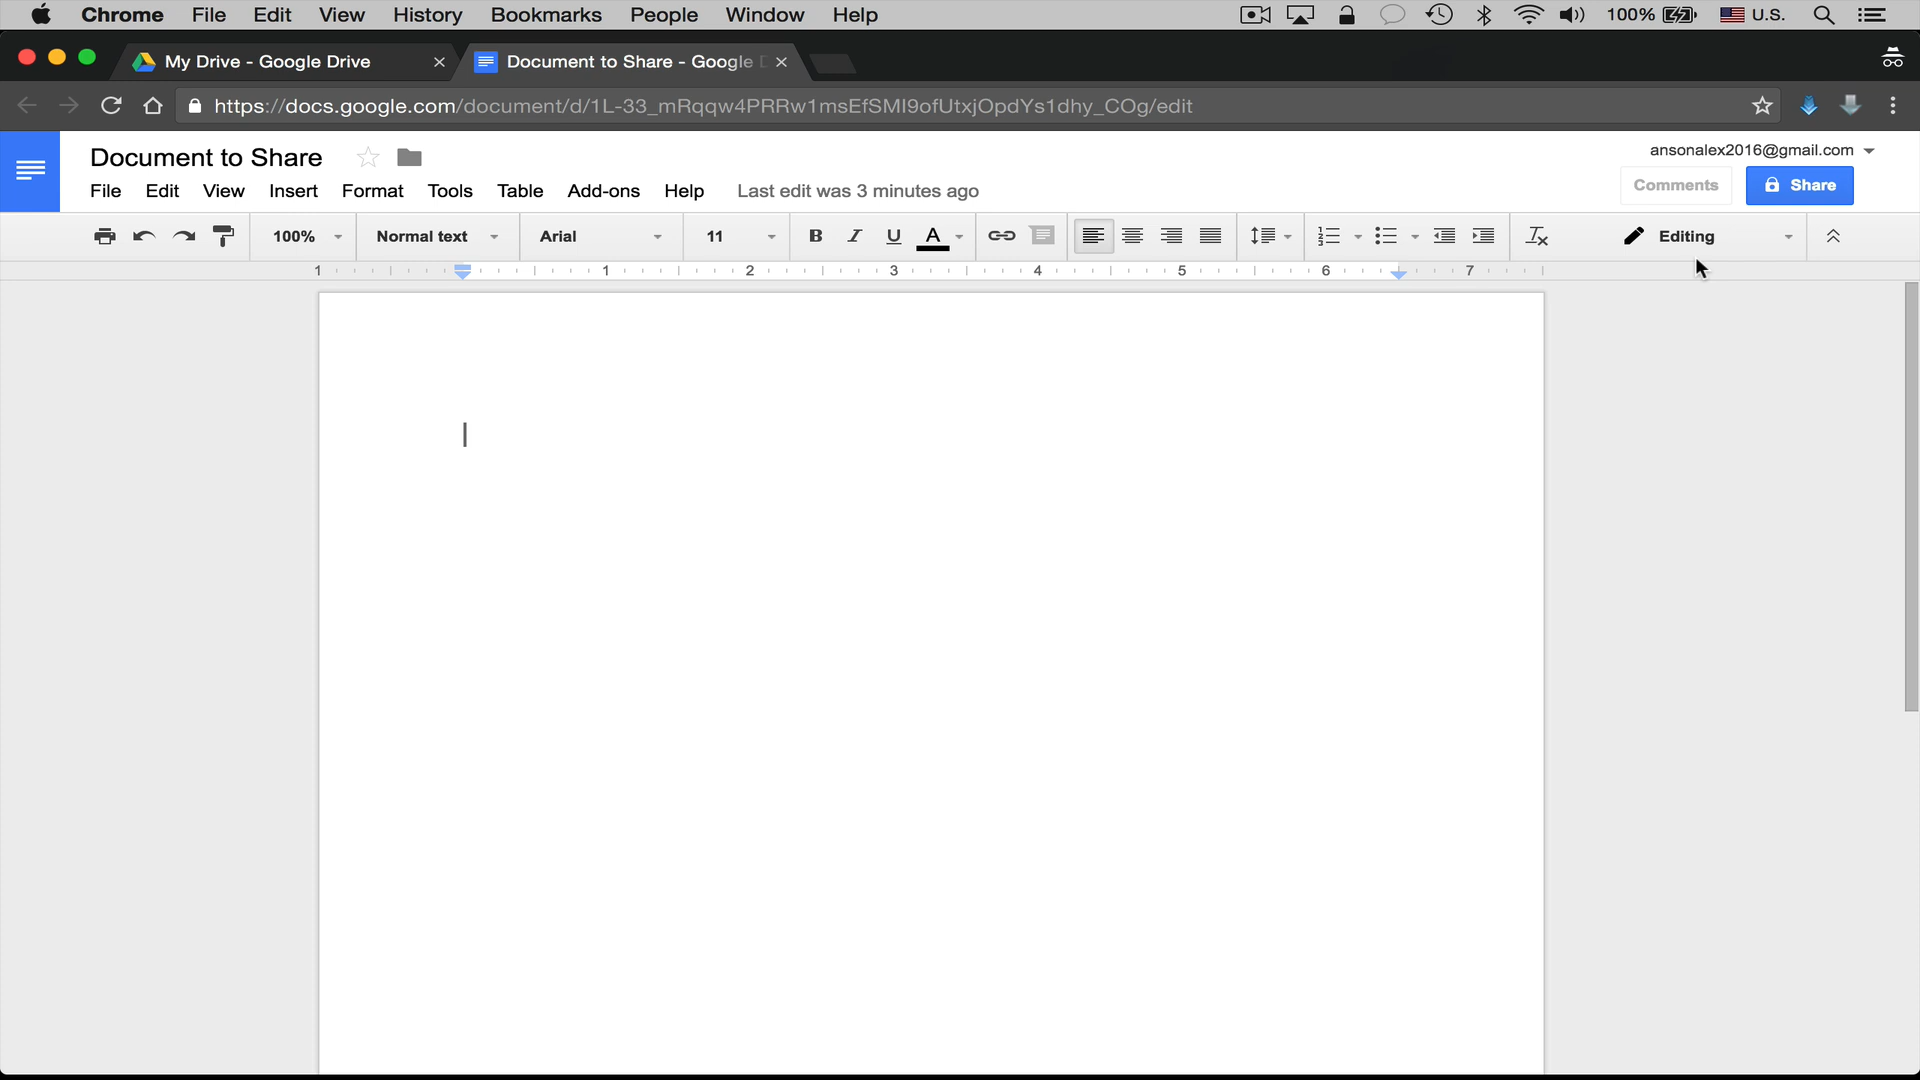 Chrome File Edit View History Bookmarks People Window Help 100% U.S.
My Drive - Google Drive Document to Share - Google
https://docs.google.com/document/d/1L-33_mRqqw4PRRw1msEfSMI9ofUtxjOpdYs1dhy_COg/edit
Document to Share ansonalex2016@gmail.com
File Edit View Insert Format Tools Table Add-ons Help Last edit was 3 minutes ago Comments Share
100% Normal text Arial 11 B I U A Editing
1 1 2 3 4 5 6 7